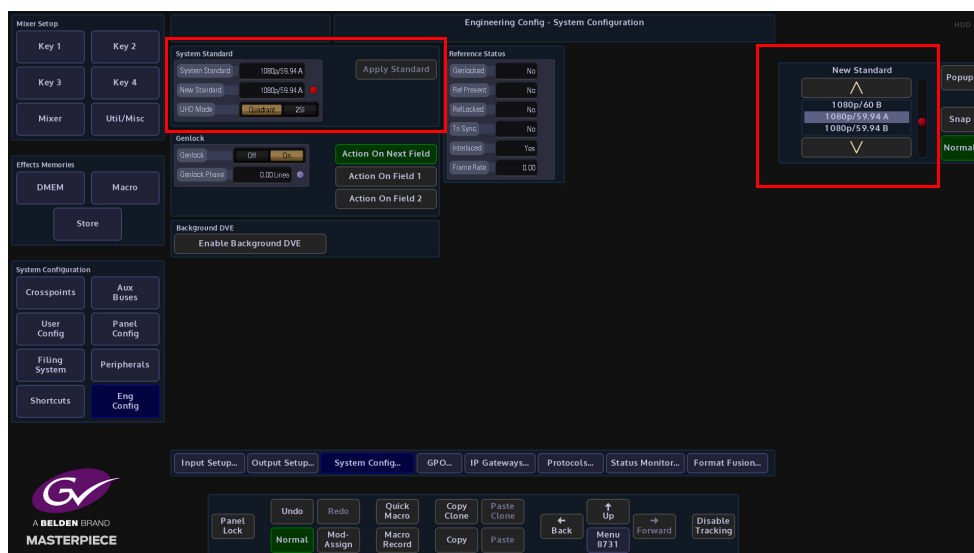 Mixer Setup
Engineering Config - System Configuration
HDD
Key 1
Key 2
Key 3
Key 4
Mixer
Util/Misc
Effects Memories
DMEM
Macro
Store
System Configuration
Crosspoints
Aux
Buses
User
Config
Panel
Config
Filing
System
Peripherals
Shortcuts
Eng
Config
System Standard
System Standard
1080p/59.94 A
Apply Standard
New Standard
1080p/59.94 A
UHD Mode
Quadrant
2SI
Genlock
Genlock
Off
On
Action On Next Field
Genlock Phase
0.00 Lines
Action On Field 1
Action On Field 2
Background DVE
Enable Background DVE
Reference Status
Genlocked
No
Ref Present
No
Ref Locked
No
Tri Sync
No
Interlaced
Yes
Frame Rate
0.00
New Standard
1080p/60 B
1080p/59.94 A
1080p/59.94 B
Popup
Snap
Normal
Input Setup...
Output Setup...
System Config...
GPO...
IP Gateways...
Protocols...
Status Monitor...
Format Fusion...
GV
A BELDEN BRAND
MASTERPIECE
Panel
Lock
Undo
Redo
Quick
Macro
Copy
Clone
Paste
Clone
Normal
Mod-
Assign
Macro
Record
Copy
Paste
Back
Up
Menu
8731
Forward
Disable
Tracking